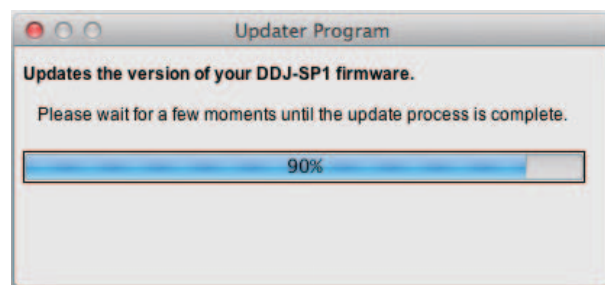 Updater Program
Updates the version of your DDJ-SP1 firmware.
Please wait for a few moments until the update process is complete.
90%